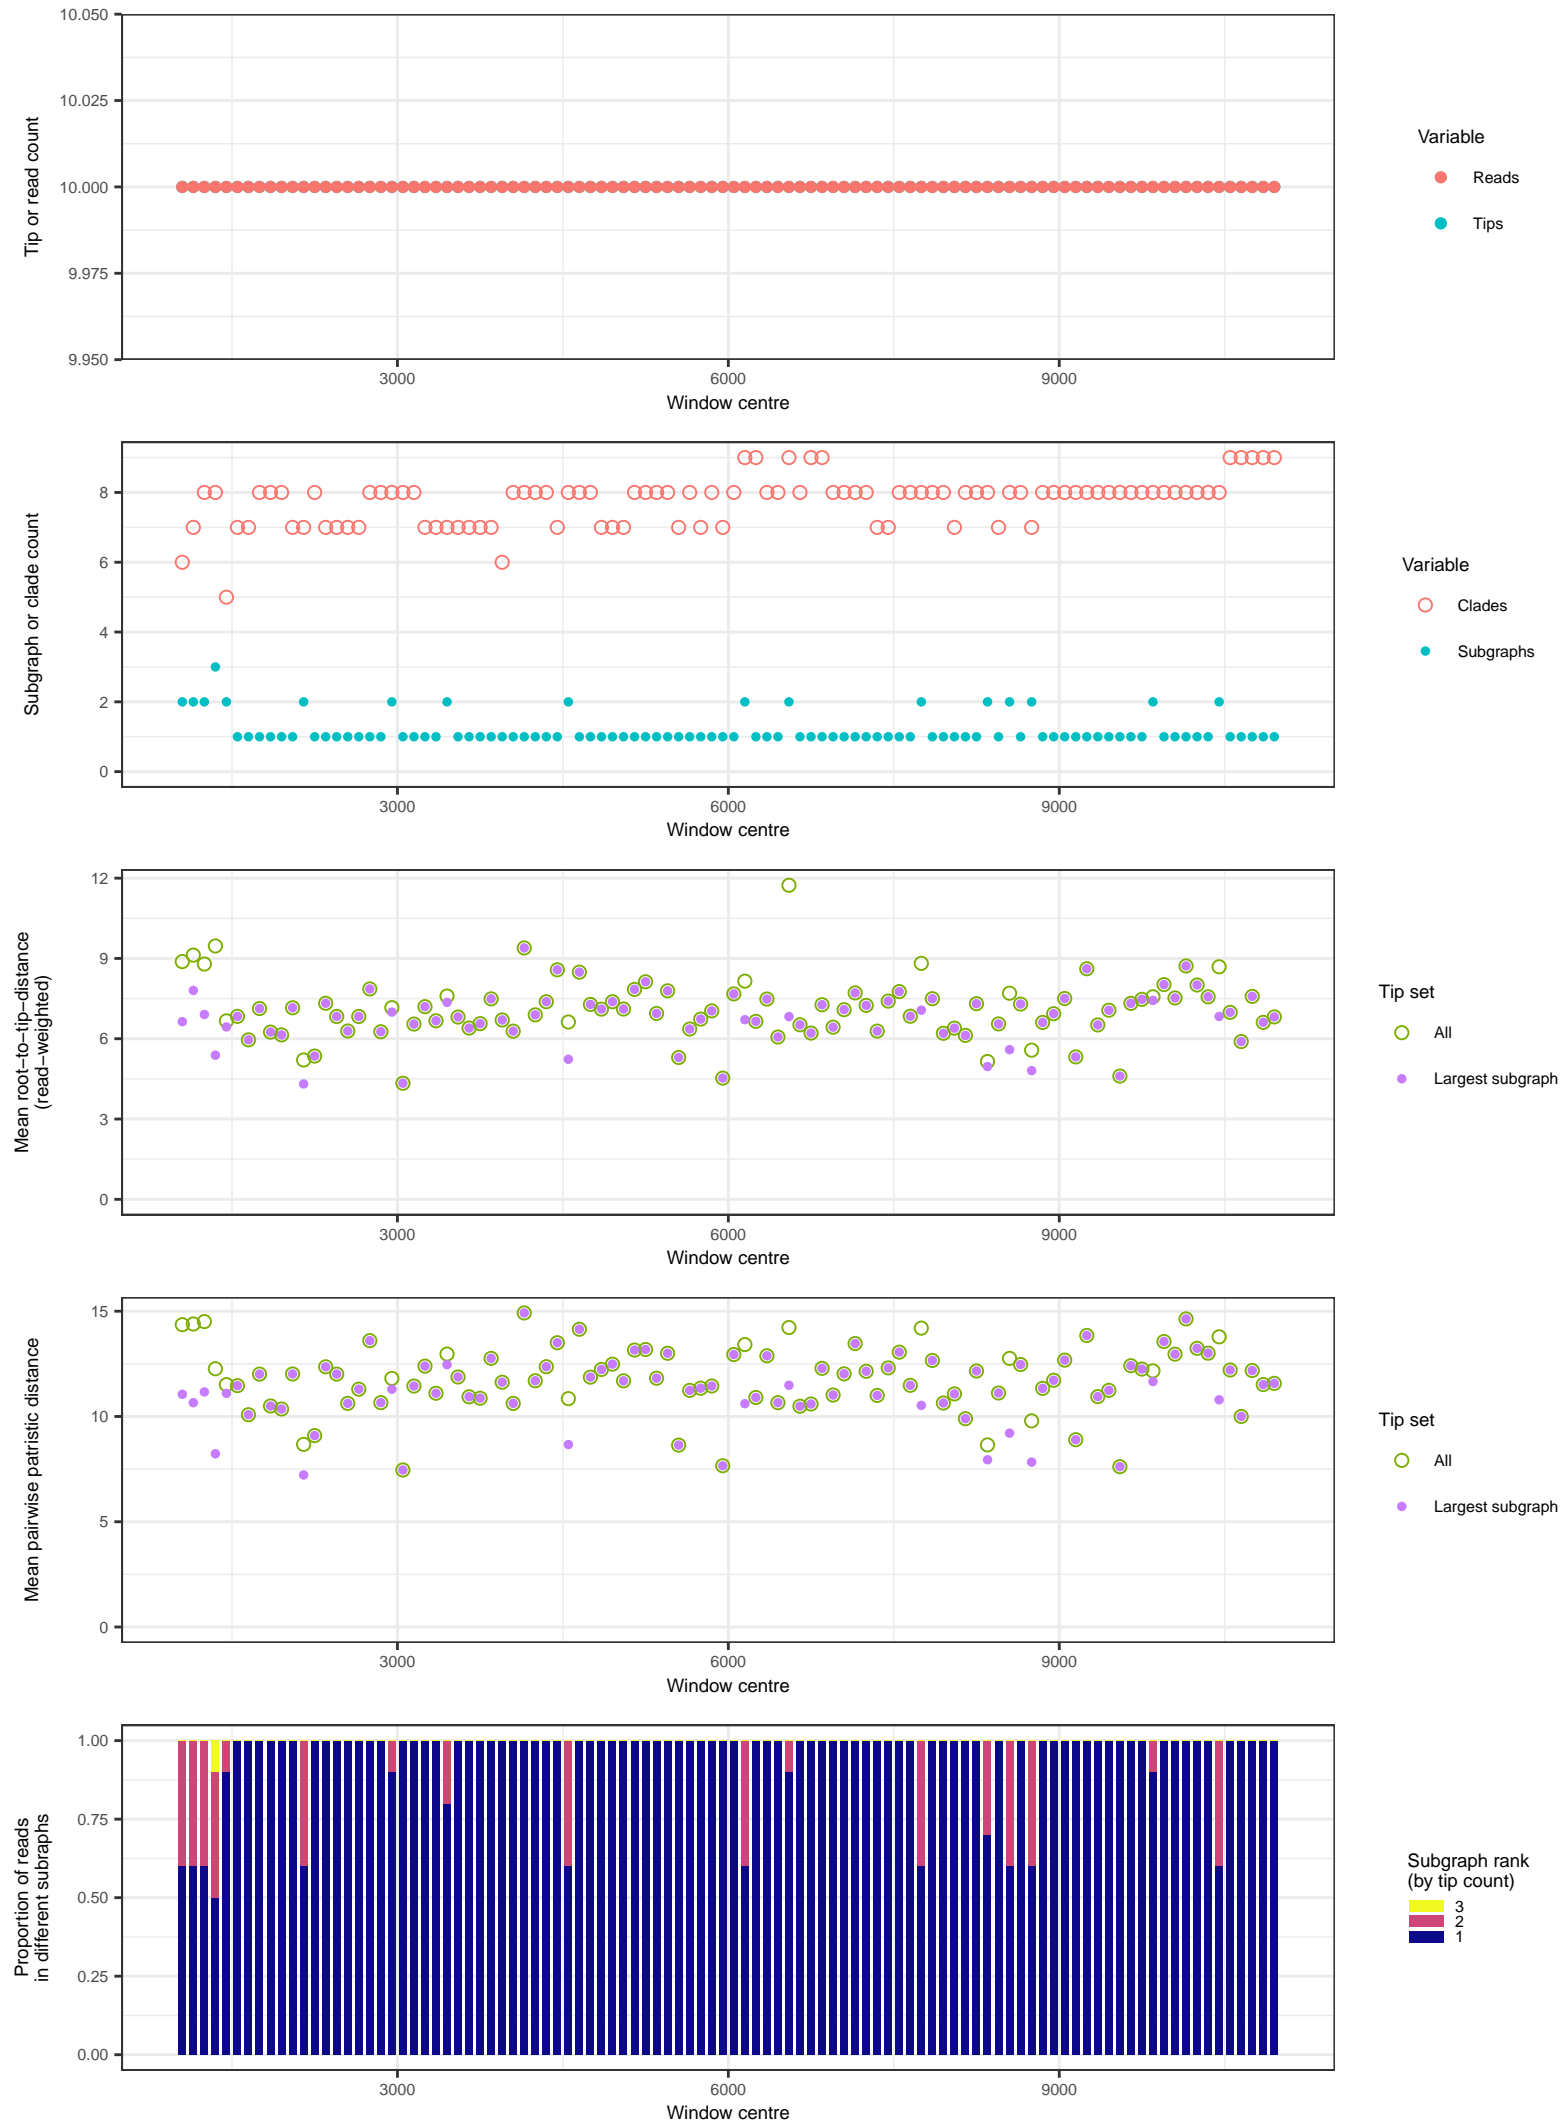 10.050
10.025
10.000
9.975
9.950
Tip or read count
3000 6000 9000
Window centre
Variable
Reads
Tips
8
6
4
2
0
Subgraph or clade count
3000 6000 9000
Window centre
Variable
Clades
Subgraphs
12
9
6
3
0
Mean root−to−tip−distance
(read−weighted)
3000 6000 9000
Window centre
Tip set
All
Largest subgraph
15
10
5
0
Mean pairwise patristic distance
3000 6000 9000
Window centre
Tip set
All
Largest subgraph
1.00
0.75
0.50
0.25
0.00
Proportion of reads
in different subraphs
3000 6000 9000
Window centre
Subgraph rank
(by tip count)
3
2
1